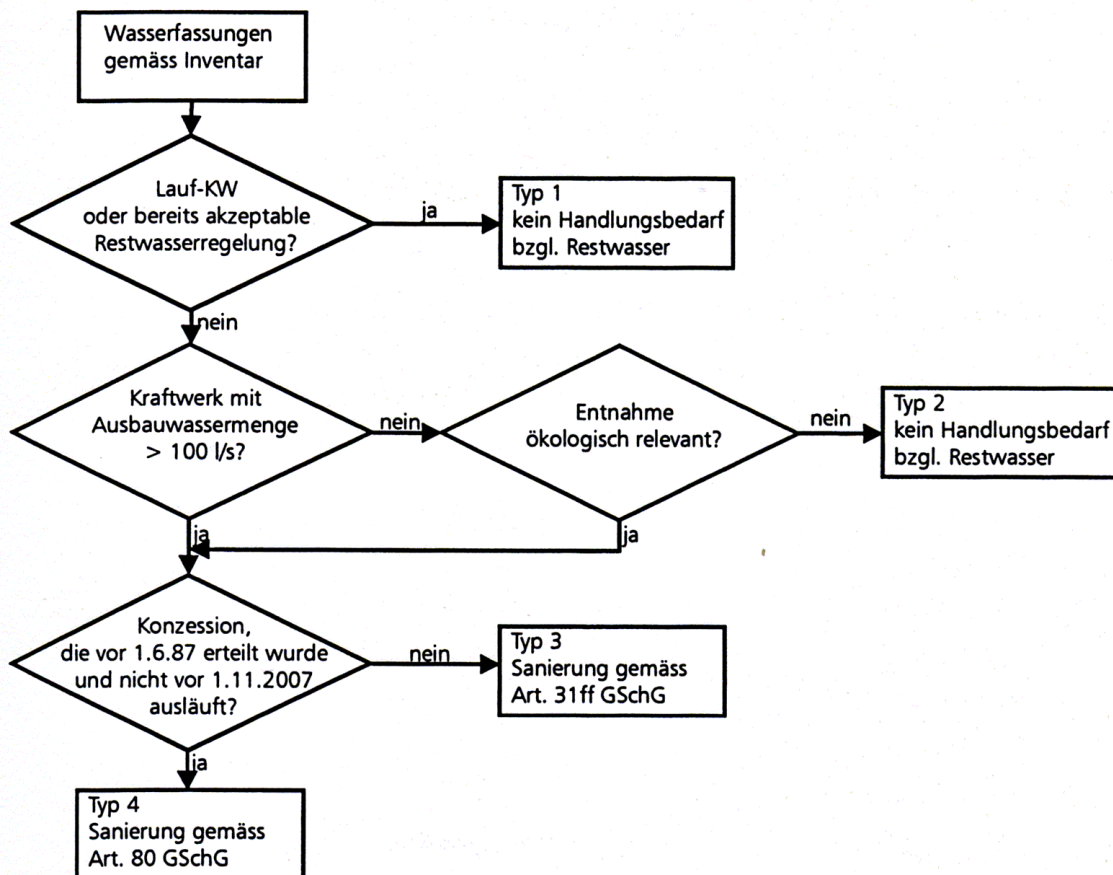 Wasserfassungen
gemäss Inventar
Lauf-KW
oder bereits akzeptable
Restwasserregelung?
ja
Typ 1
kein Handlungsbedarf
bzgl. Restwasser
nein
Kraftwerk mit
Ausbauwassermenge
> 100 l/s?
nein
Entnahme
ökologisch relevant?
nein
Typ 2
kein Handlungsbedarf
bzgl. Restwasser
ja
ja
Konzession,
die vor 1.6.87 erteilt wurde
und nicht vor 1.11.2007
ausläuft?
nein
Typ 3
Sanierung gemäss
Art. 31ff GSchG
ja
Typ 4
Sanierung gemäss
Art. 80 GSchG